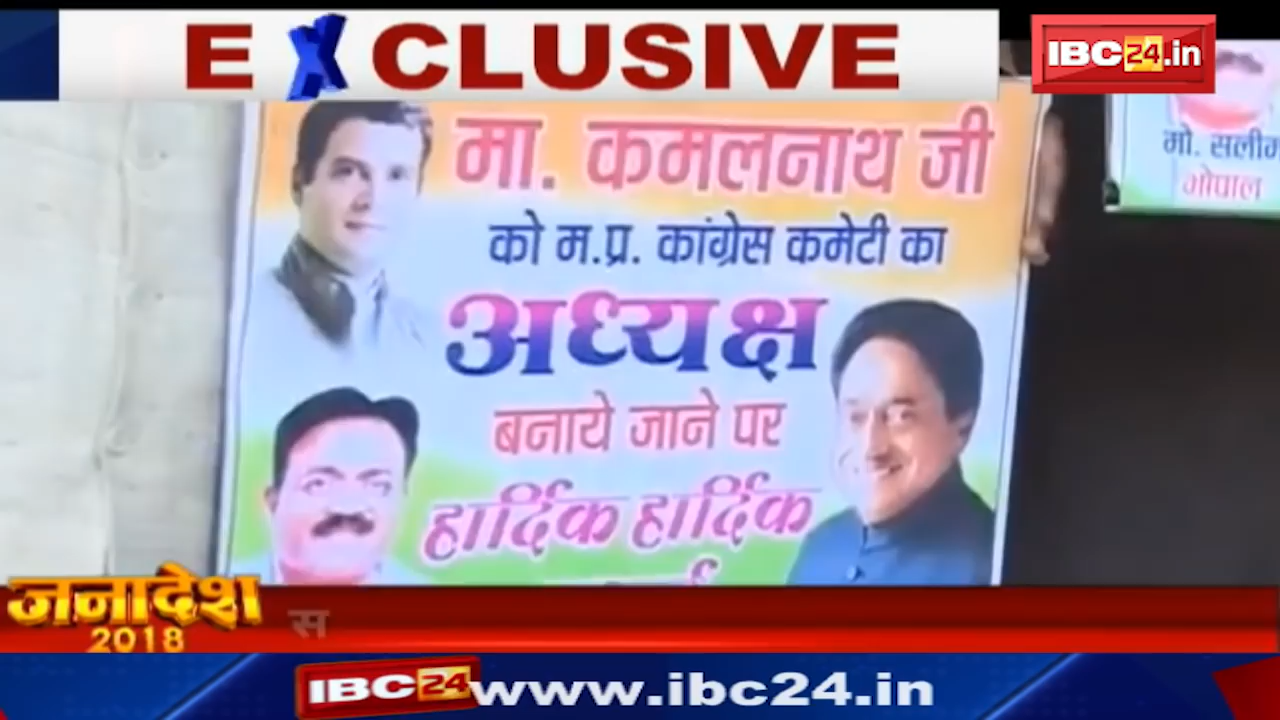 EXCLUSIVE
IBC24.in
मा. कमलनाथ जी
को म.प्र. कांग्रेस कमेटी का
अध्यक्ष
बनाये जाने पर
हार्दिक हार्दिक
मो. सलीम
भोपाल
जनादेश
2018
स
IBC24 www.ibc24.in